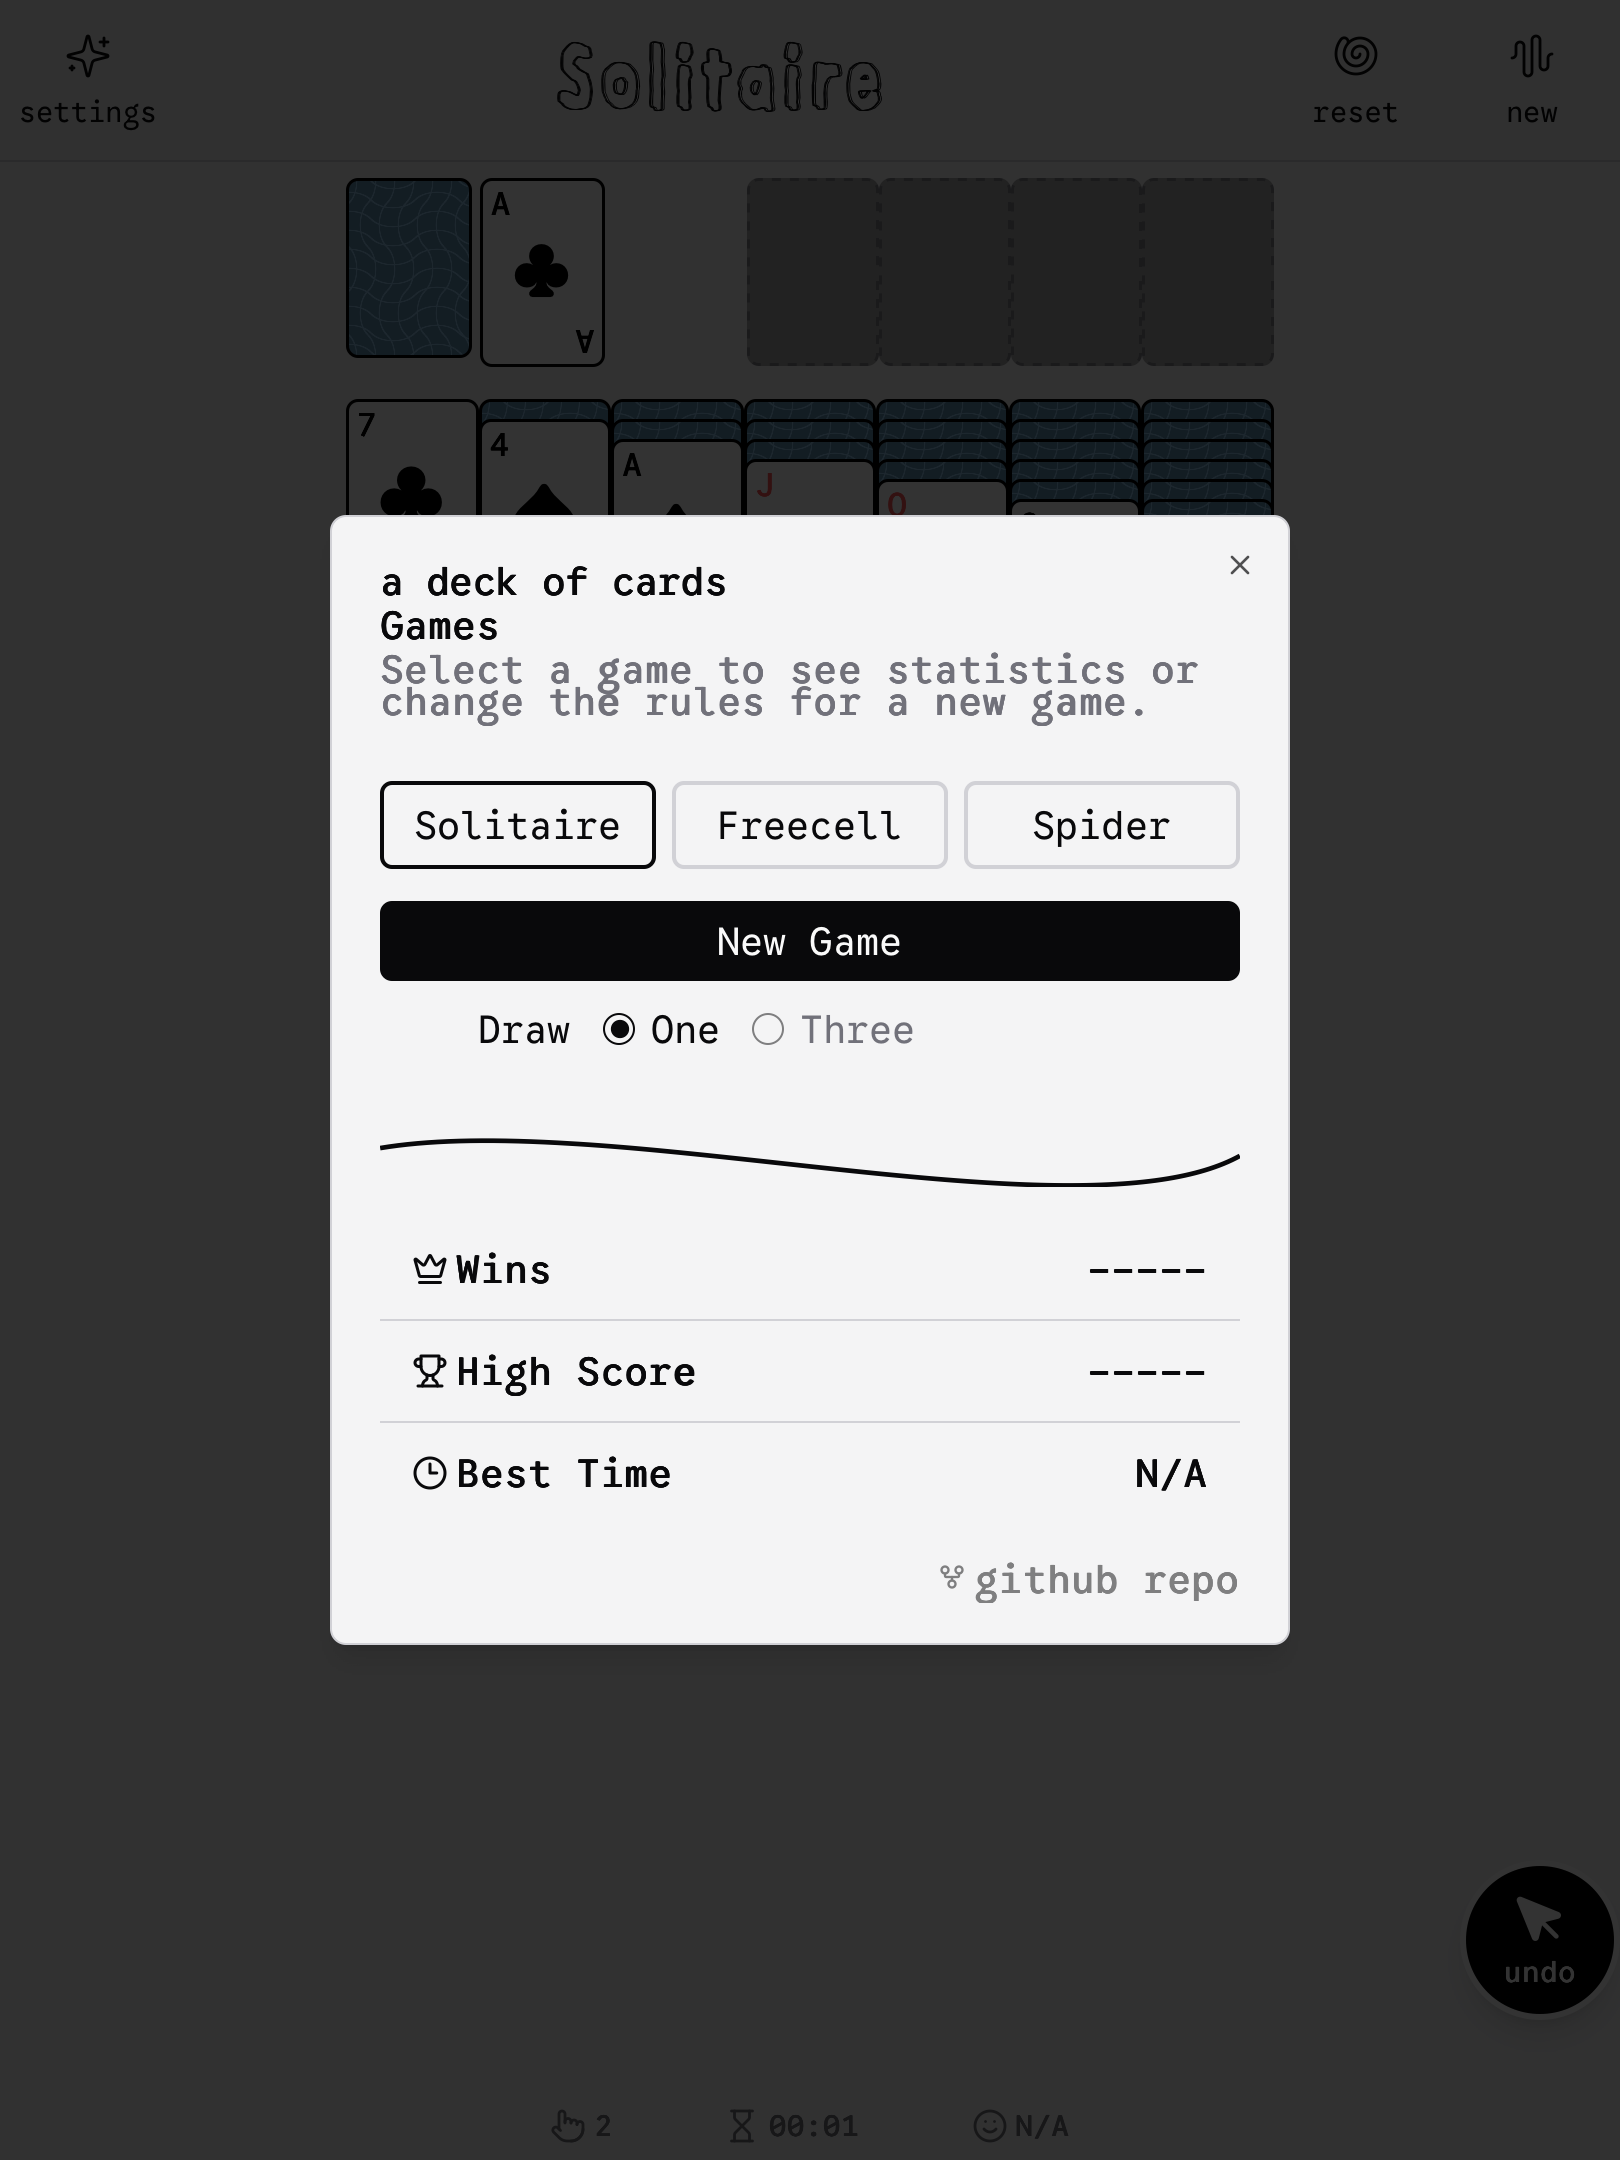 settings
Solitaire
reset
new
A
A
7
4
A
J
a deck of cards
Games
Select a game to see statistics or
change the rules for a new game.
Solitaire
Freecell
Spider
New Game
Draw One Three
Wins -----
High Score -----
Best Time N/A
github repo
undo
2 00:01 N/A